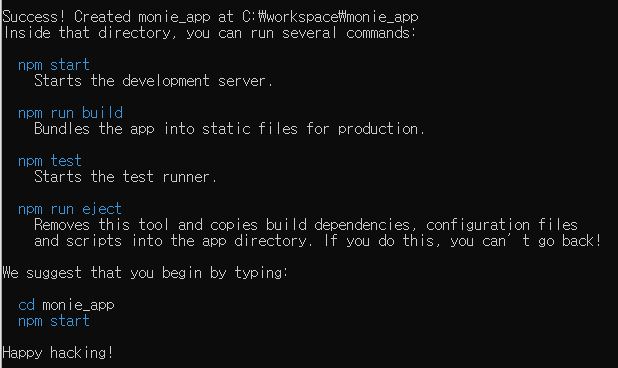 Success! Created monie_app at C:₩workspace₩monie_app
Inside that directory, you can run several commands:
npm start
Starts the development server.
npm run build
Bundles the app into static files for production.
npm test
Starts the test runner.
npm run eject
Removes this tool and copies build dependencies, configuration files
and scripts into the app directory. If you do this, you can’t go back!
We suggest that you begin by typing:
cd monie_app
npm start
Happy hacking!